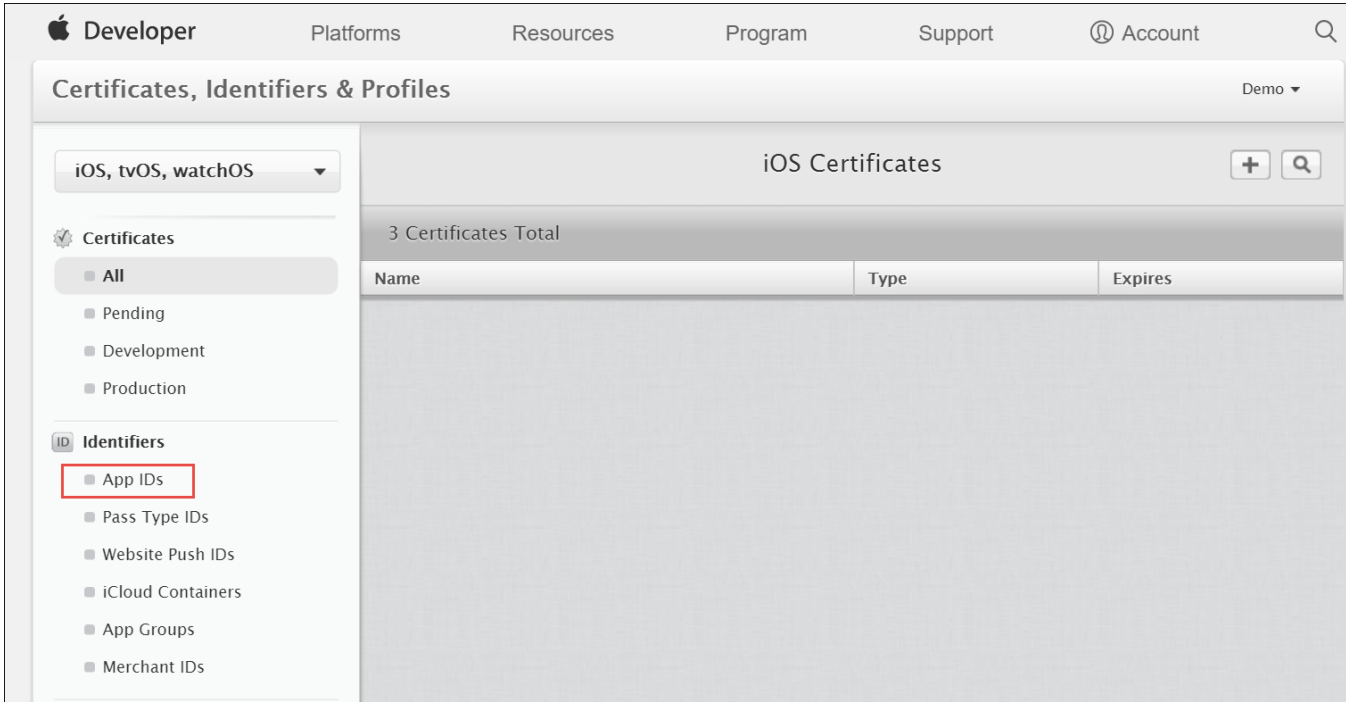 Developer Platforms Resources Program Support Account
Certificates, Identifiers & Profiles Demo
iOS, tvOS, watchOS
iOS Certificates
Certificates
3 Certificates Total
All
Name Type Expires
Pending
Development
Production
ID Identifiers
App IDs
Pass Type IDs
Website Push IDs
iCloud Containers
App Groups
Merchant IDs